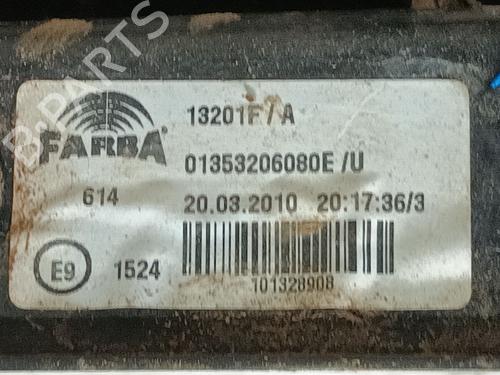 B-PARTS
FARBA
13201F / A
01353206080E /U
614
20.03.2010 20:17:36/3
E9
1524
101328908